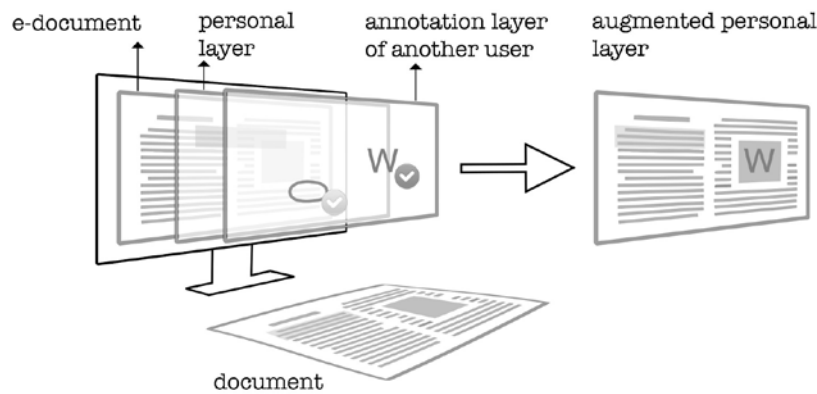 e-document
personal
layer
annotation layer
of another user
augmented personal
layer
W
W
document